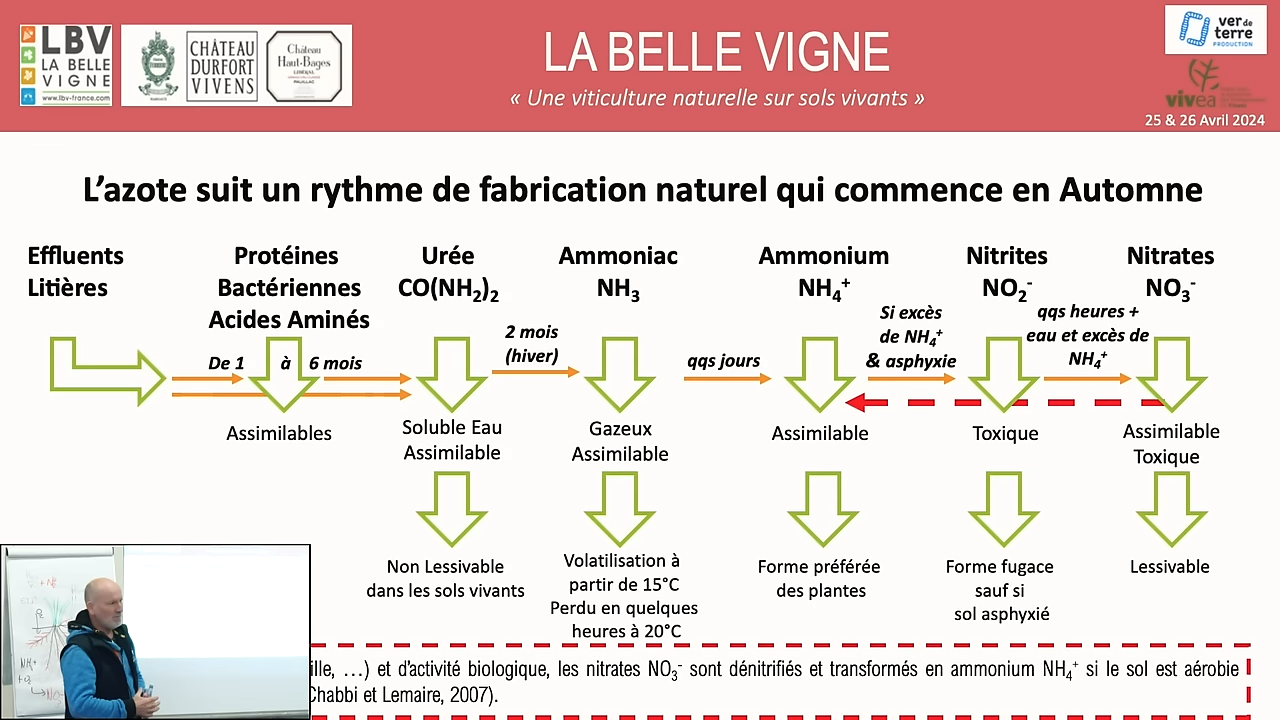 LBV
LA BELLE
VIGNE
www.lbv-france.com
CHÂTEAU
DURFORT
VIVENS
Château
Haut-Bages
LIBÉRAL
PAUILLAC
LA BELLE VIGNE
« Une viticulture naturelle sur sols vivants »
ver de
terre
PRODUCTION
vivea
25 & 26 Avril 2024
L'azote suit un rythme de fabrication naturel qui commence en Automne
Effluents
Litières
Protéines
Bactériennes
Acides Aminés
Urée
CO(NH₂)₂
Ammoniac
NH₃
Ammonium
NH₄⁺
Nitrites
NO₂⁻
Nitrates
NO₃⁻
De 1 à 6 mois
2 mois
(hiver)
qqs jours
Si excès
de NH₄⁺
& asphyxie
qqs heures +
eau et excès de
NH₄⁺
Assimilables
Soluble Eau
Assimilable
Gazeux
Assimilable
Assimilable
Toxique
Assimilable
Toxique
Non Lessivable
dans les sols vivants
Volatilisation à
partir de 15°C
Perdu en quelques
heures à 20°C
Forme préférée
des plantes
Forme fugace
sauf si
sol asphyxié
Lessivable
ille, …) et d'activité biologique, les nitrates NO₃⁻ sont dénitrifiés et transformés en ammonium NH₄⁺ si le sol est aérobie
Chabbi et Lemaire, 2007).